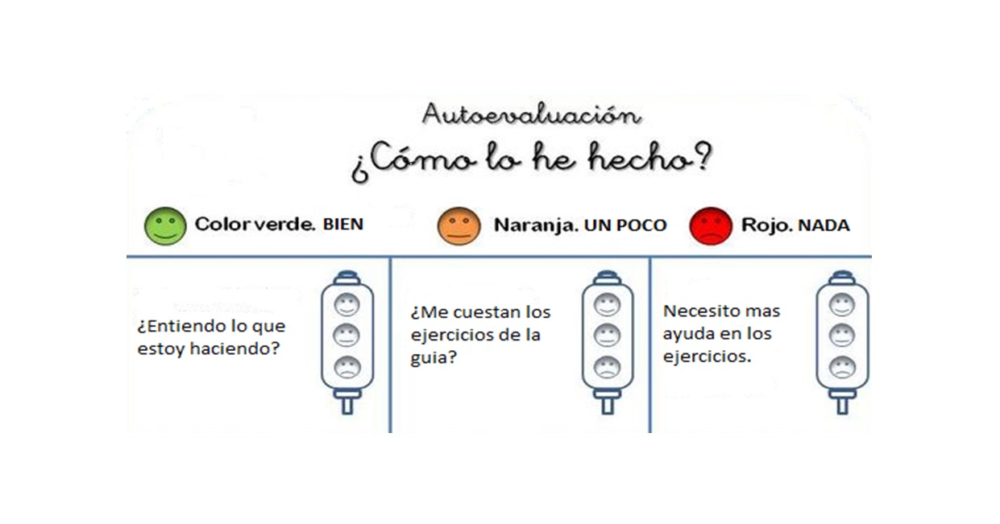 Autoevaluación
¿Cómo lo he hecho?
Color verde. BIEN
Naranja. UN POCO
Rojo. NADA
¿Entiendo lo que
estoy haciendo?
¿Me cuestan los
ejercicios de la
guia?
Necesito mas
ayuda en los
ejercicios.